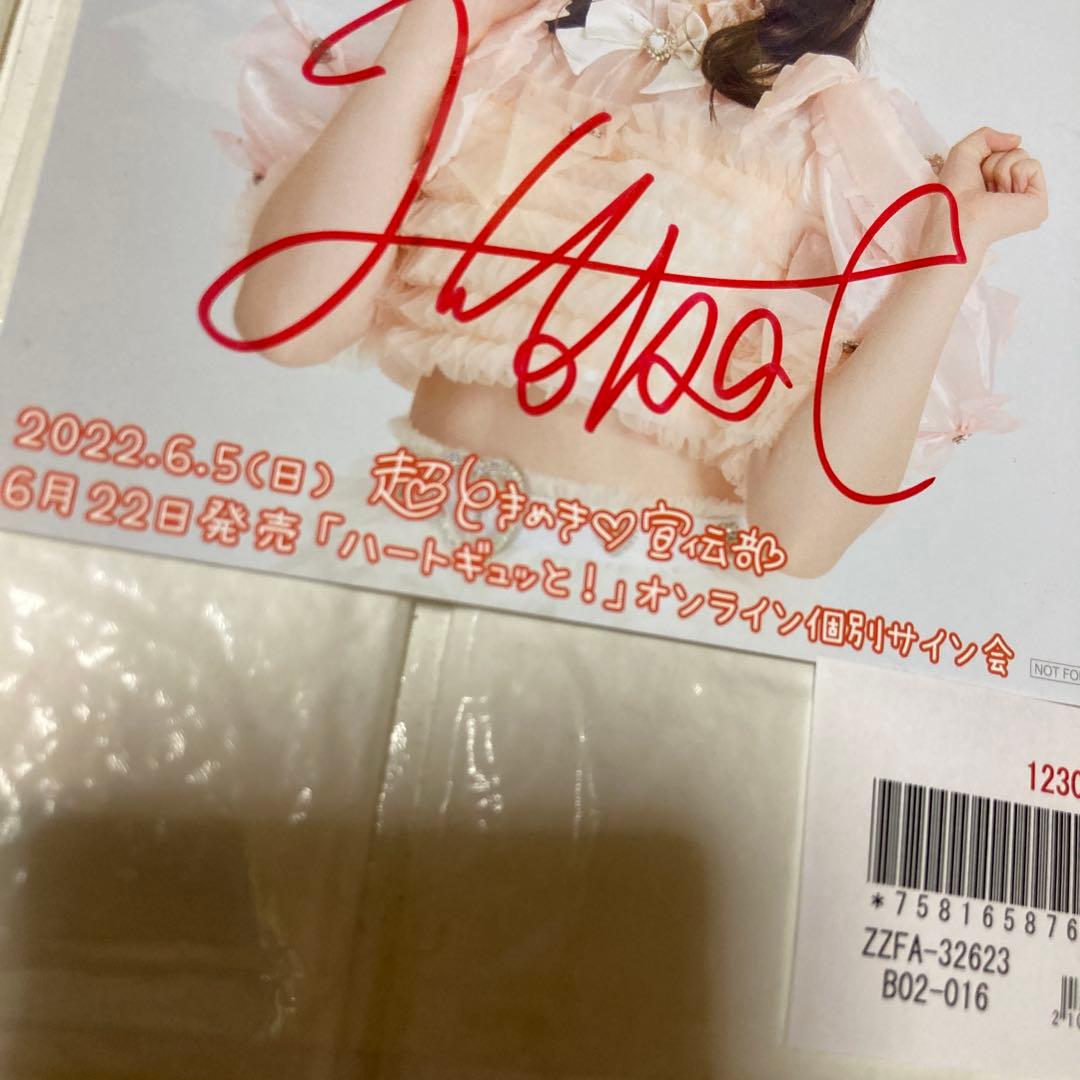 2022.6.5(日) 超ときめき♡宣伝部
6月22日発売「ハートギュッと!」オンライン個別サイン会
NOT FO
1230
*758165876
ZZFA-32623
B02-016